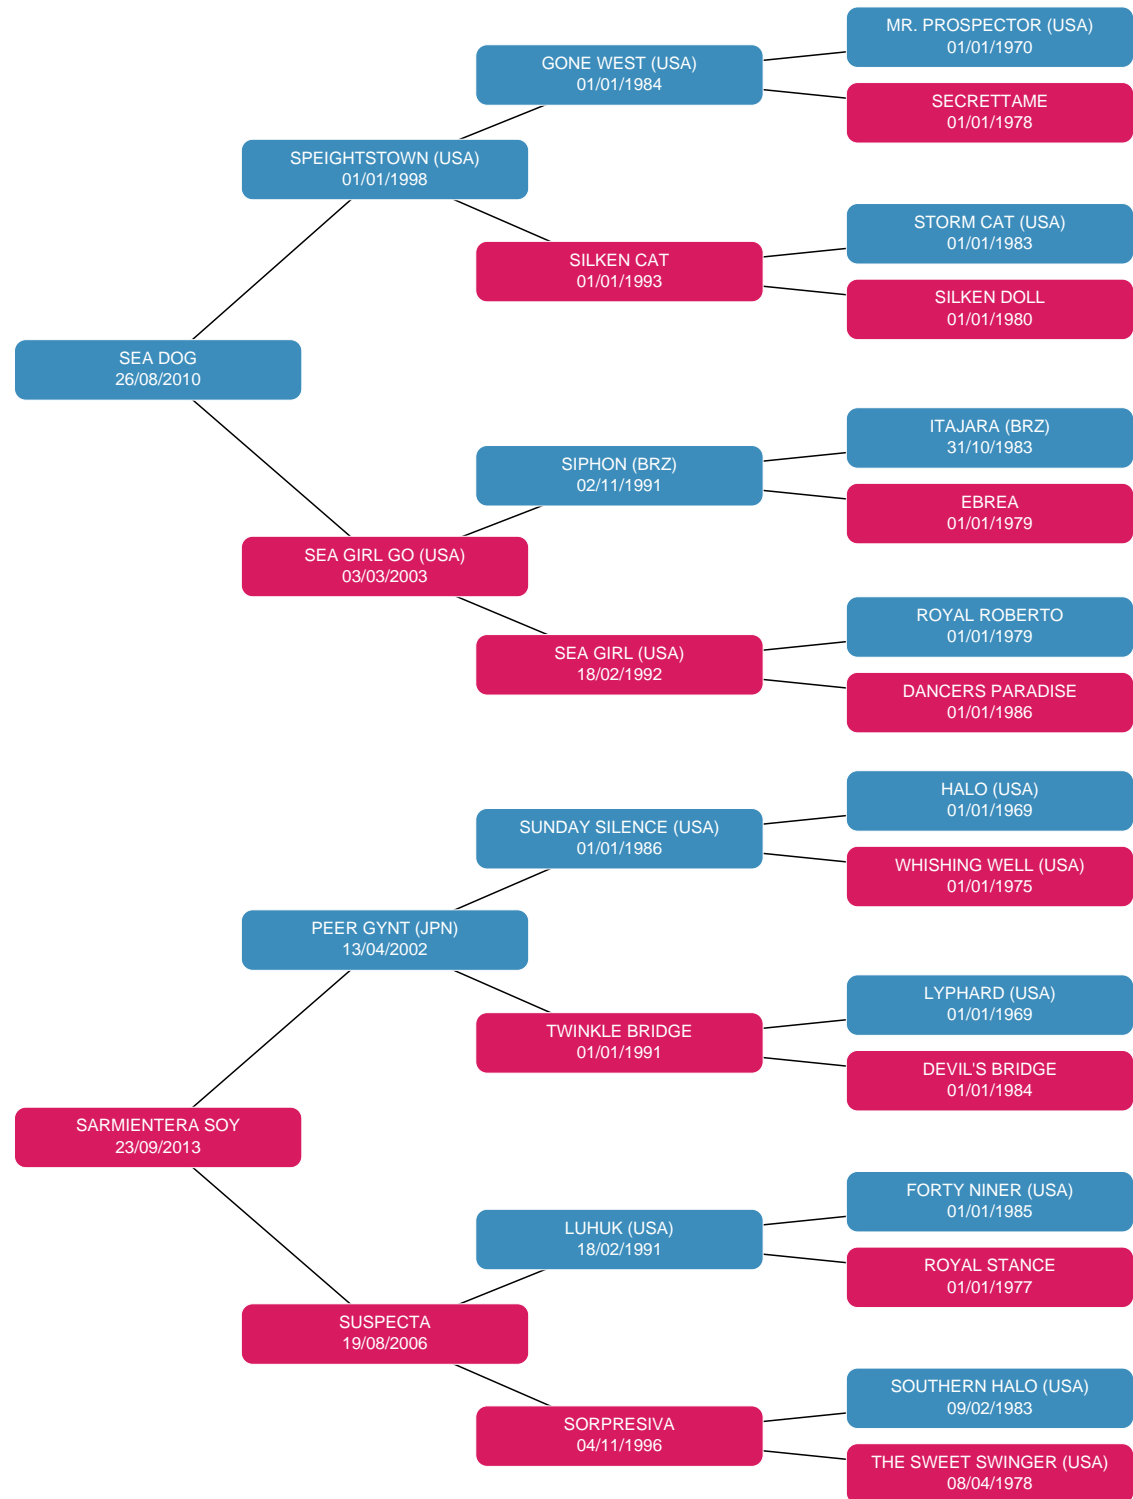 MR. PROSPECTOR (USA)
01/01/1970
GONE WEST (USA)
01/01/1984
SECRETTAME
01/01/1978
SPEIGHTSTOWN (USA)
01/01/1998
STORM CAT (USA)
01/01/1983
SILKEN CAT
01/01/1993
SILKEN DOLL
01/01/1980
SEA DOG
26/08/2010
ITAJARA (BRZ)
31/10/1983
SIPHON (BRZ)
02/11/1991
EBREA
01/01/1979
SEA GIRL GO (USA)
03/03/2003
ROYAL ROBERTO
01/01/1979
SEA GIRL (USA)
18/02/1992
DANCERS PARADISE
01/01/1986
HALO (USA)
01/01/1969
SUNDAY SILENCE (USA)
01/01/1986
WHISHING WELL (USA)
01/01/1975
PEER GYNT (JPN)
13/04/2002
LYPHARD (USA)
01/01/1969
TWINKLE BRIDGE
01/01/1991
DEVIL'S BRIDGE
01/01/1984
SARMIENTERA SOY
23/09/2013
FORTY NINER (USA)
01/01/1985
LUHUK (USA)
18/02/1991
ROYAL STANCE
01/01/1977
SUSPECTA
19/08/2006
SOUTHERN HALO (USA)
09/02/1983
SORPRESIVA
04/11/1996
THE SWEET SWINGER (USA)
08/04/1978